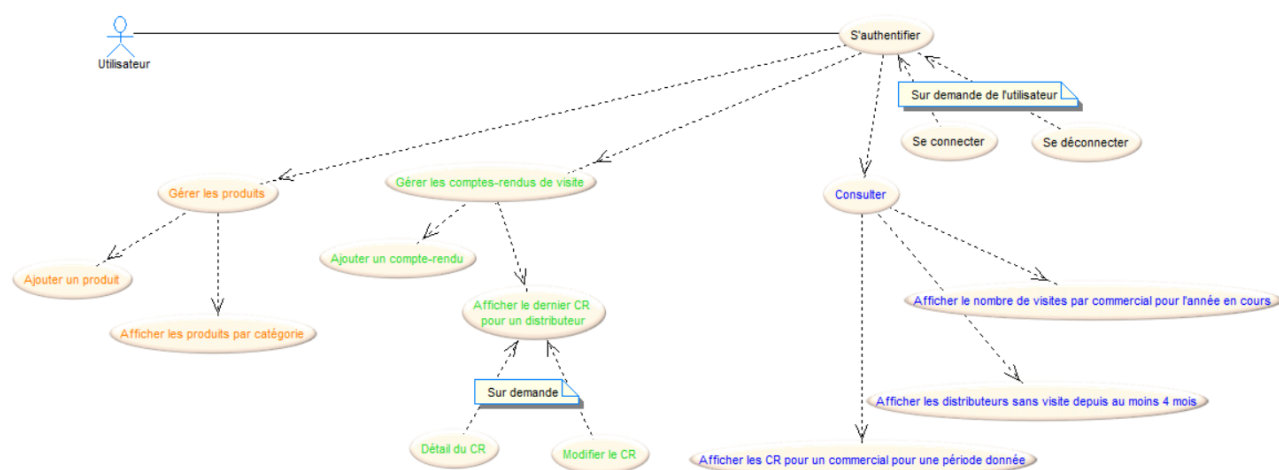 S'authentifier
Utilisateur
Sur demande de l'utilisateur
Se connecter
Se déconnecter
Gérer les produits
Gérer les comptes-rendus de visite
Consulter
Ajouter un produit
Ajouter un compte-rendu
Afficher le dernier CR
pour un distributeur
Afficher le nombre de visites par commercial pour l'année en cours
Afficher les produits par catégorie
Sur demande
Afficher les distributeurs sans visite depuis au moins 4 mois
Détail du CR
Modifier le CR
Afficher les CR pour un commercial pour une période donnée